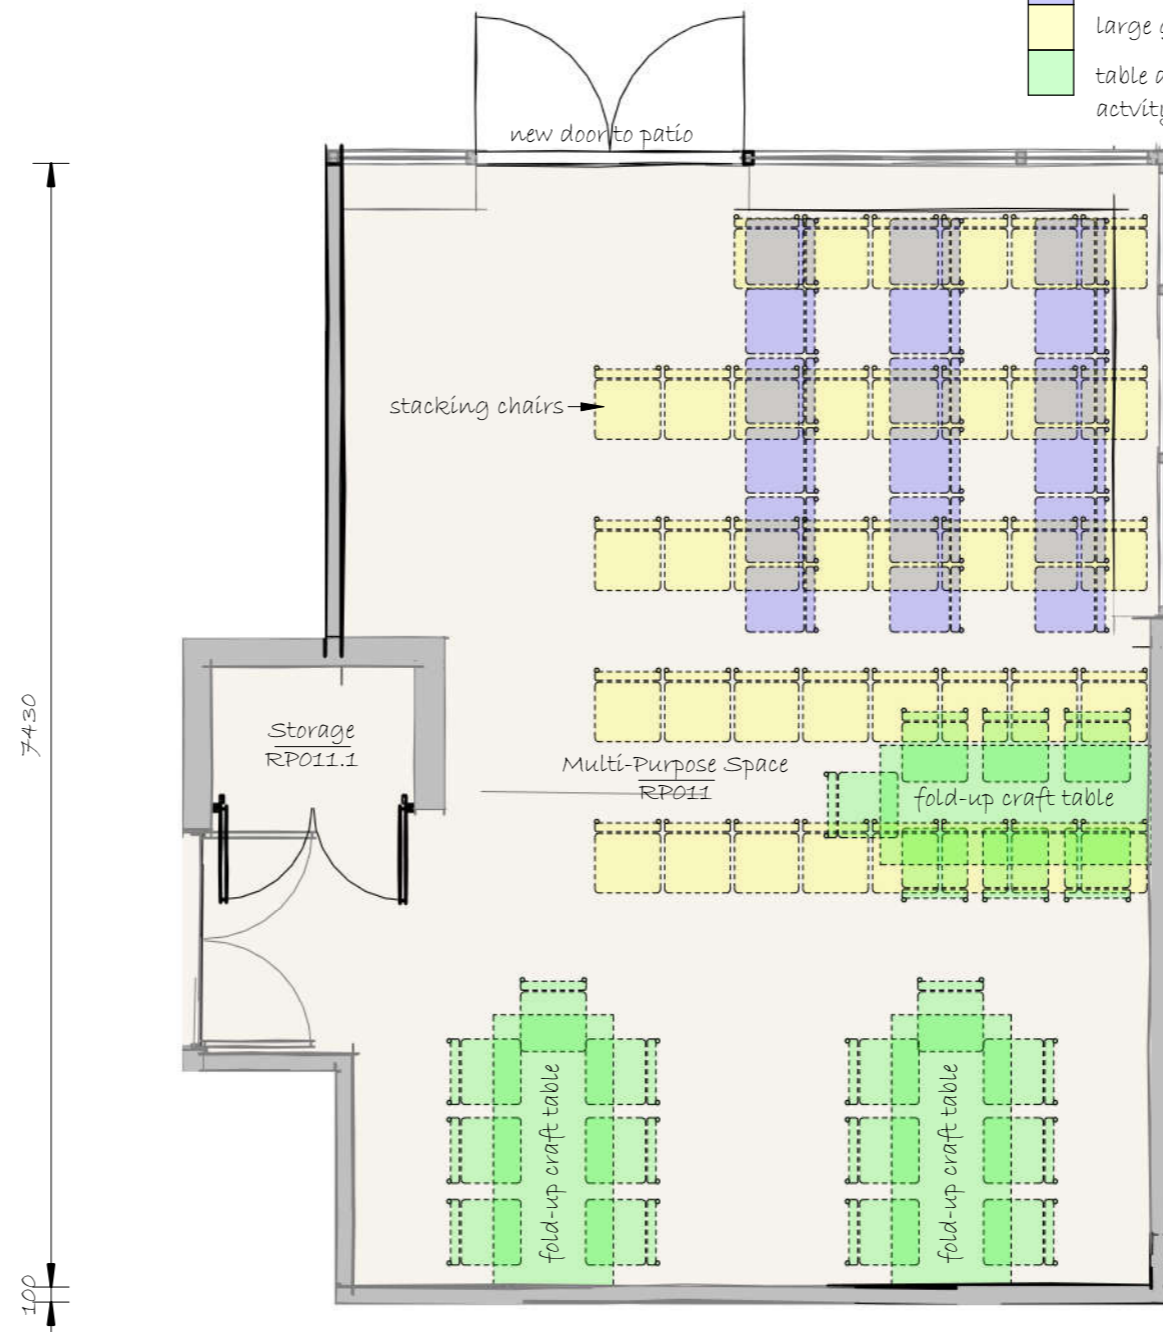 large
table
actvity
new door to patio
stacking chairs
7430
Storage
RP011.1
Multi-Purpose Space
RP011
fold-up craft table
fold-up craft table
fold-up craft table
100